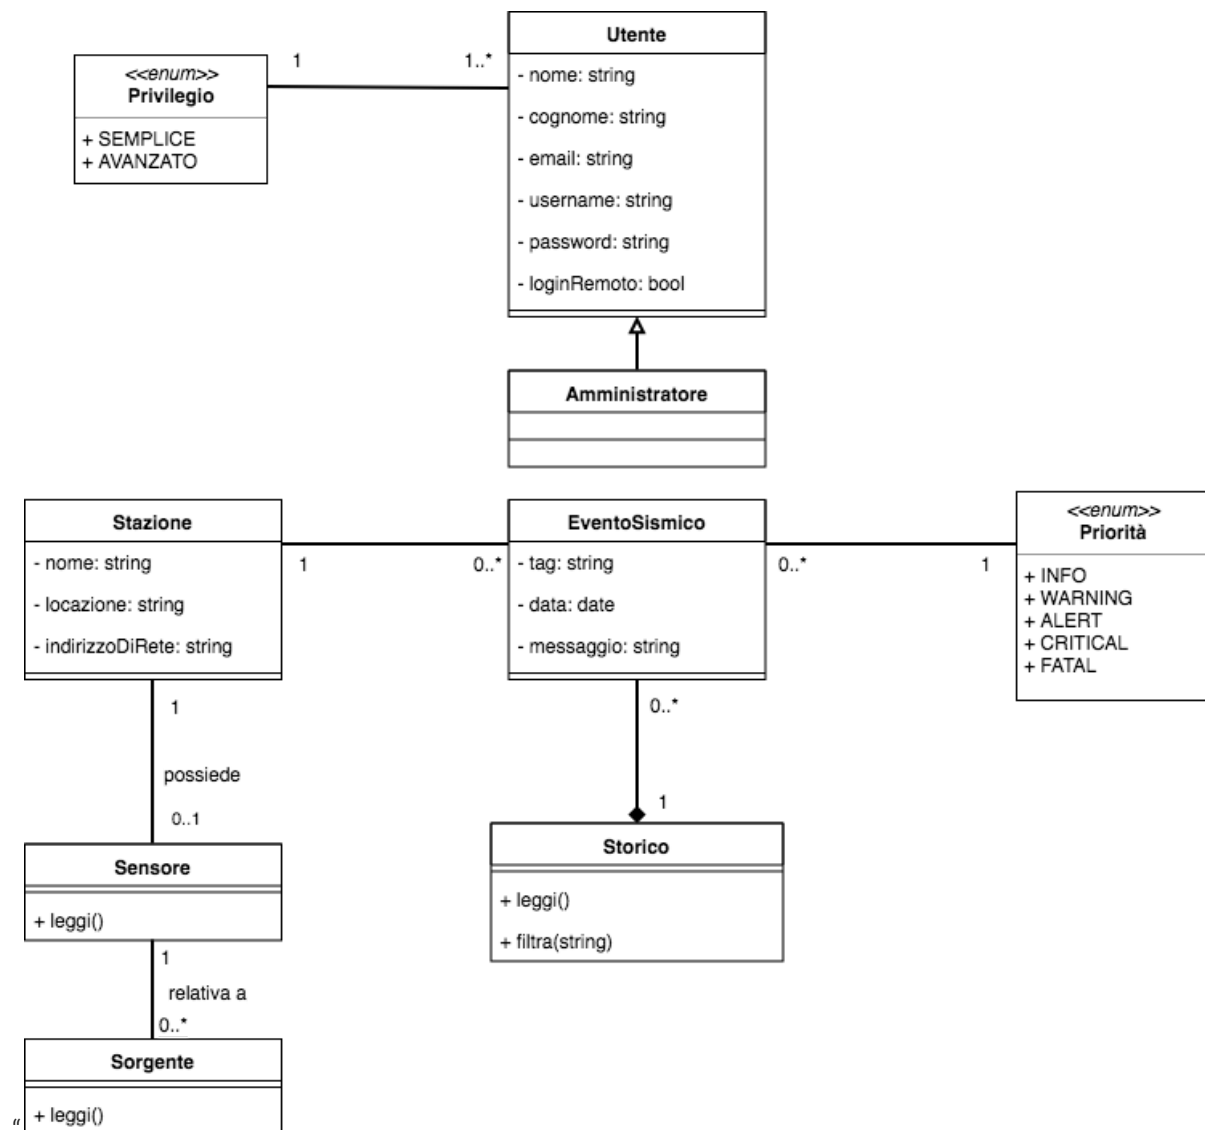 Utente
- nome: string
- cognome: string
- email: string
- username: string
- password: string
- loginRemoto: bool
1
1..*
<<enum>>
Privilegio
+ SEMPLICE
+ AVANZATO
Amministratore
Stazione
- nome: string
- locazione: string
- indirizzoDiRete: string
1
0..*
EventoSismico
- tag: string
- data: date
- messaggio: string
0..*
1
<<enum>>
Priorità
+ INFO
+ WARNING
+ ALERT
+ CRITICAL
+ FATAL
1
possiede
0..1
0..*
1
Sensore
+ leggi()
Storico
+ leggi()
+ filtra(string)
1
relativa a
0..*
Sorgente
+ leggi()
“